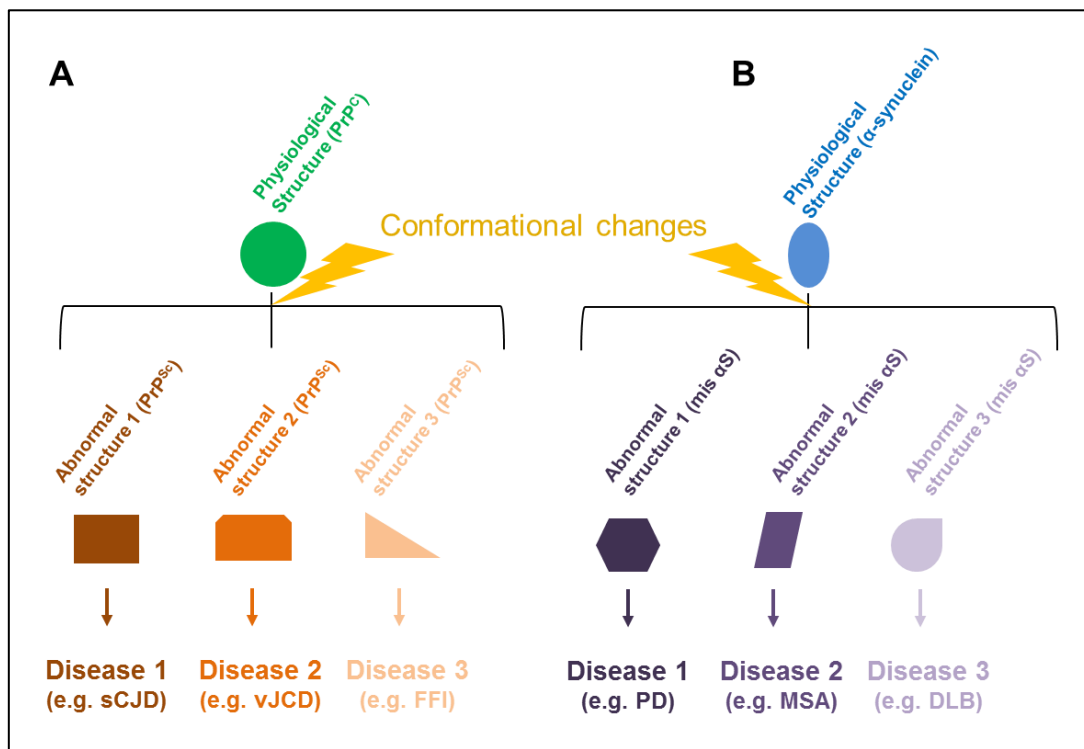 A
Physiological
Structure (PrPᶜ)
B
Physiological
Structure (α-synuclein)
Conformational changes
Abnormal
structure 1 (PrPˢᶜ)
Abnormal
structure 2 (PrPˢᶜ)
Abnormal
structure 3 (PrPˢᶜ)
Abnormal
structure 1 (mis αS)
Abnormal
structure 2 (mis αS)
Abnormal
structure 3 (mis αS)
Disease 1
(e.g. sCJD)
Disease 2
(e.g. vJCD)
Disease 3
(e.g. FFI)
Disease 1
(e.g. PD)
Disease 2
(e.g. MSA)
Disease 3
(e.g. DLB)